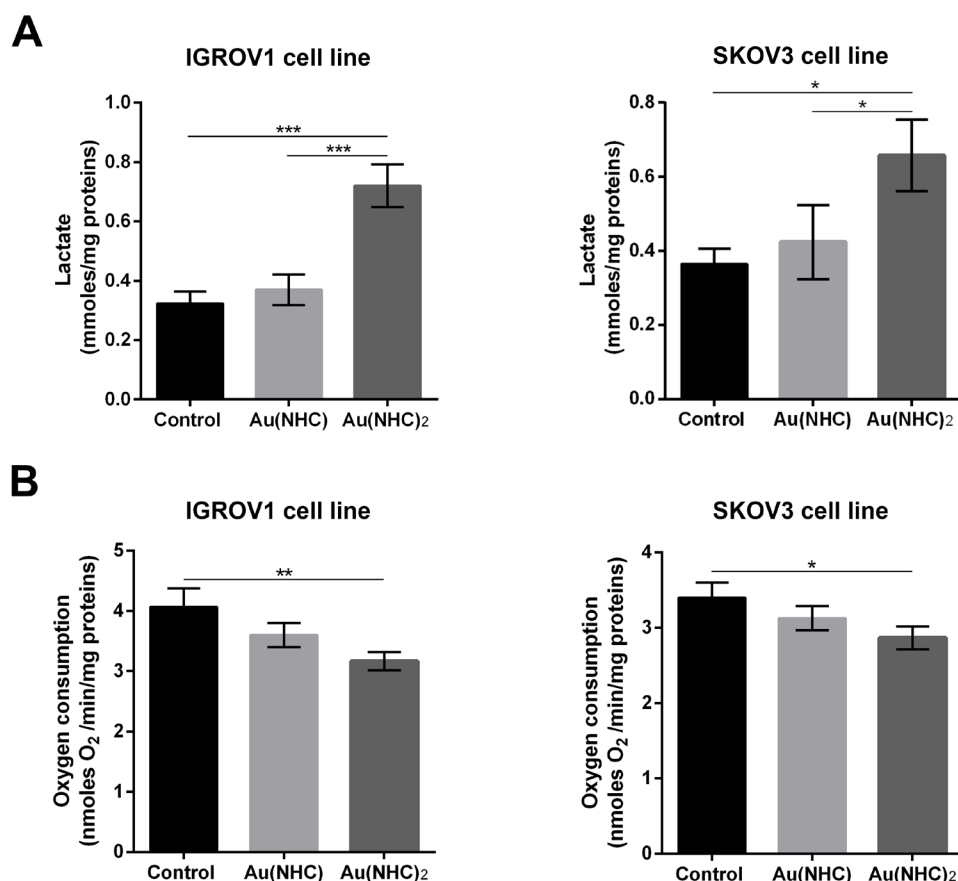 A
IGROV1 cell line
Lactate
(mmoles/mg proteins)
1.0
0.8
0.6
0.4
0.2
0.0
***
***
Control
Au(NHC)
Au(NHC)2
SKOV3 cell line
Lactate
(mmoles/mg proteins)
0.8
0.6
0.4
0.2
0.0
*
*
Control
Au(NHC)
Au(NHC)2
B
IGROV1 cell line
Oxygen consumption
(nmoles O2 /min/mg proteins)
5
4
3
2
1
0
**
Control
Au(NHC)
Au(NHC)2
SKOV3 cell line
Oxygen consumption
(nmoles O2 /min/mg proteins)
4
3
2
1
0
*
Control
Au(NHC)
Au(NHC)2